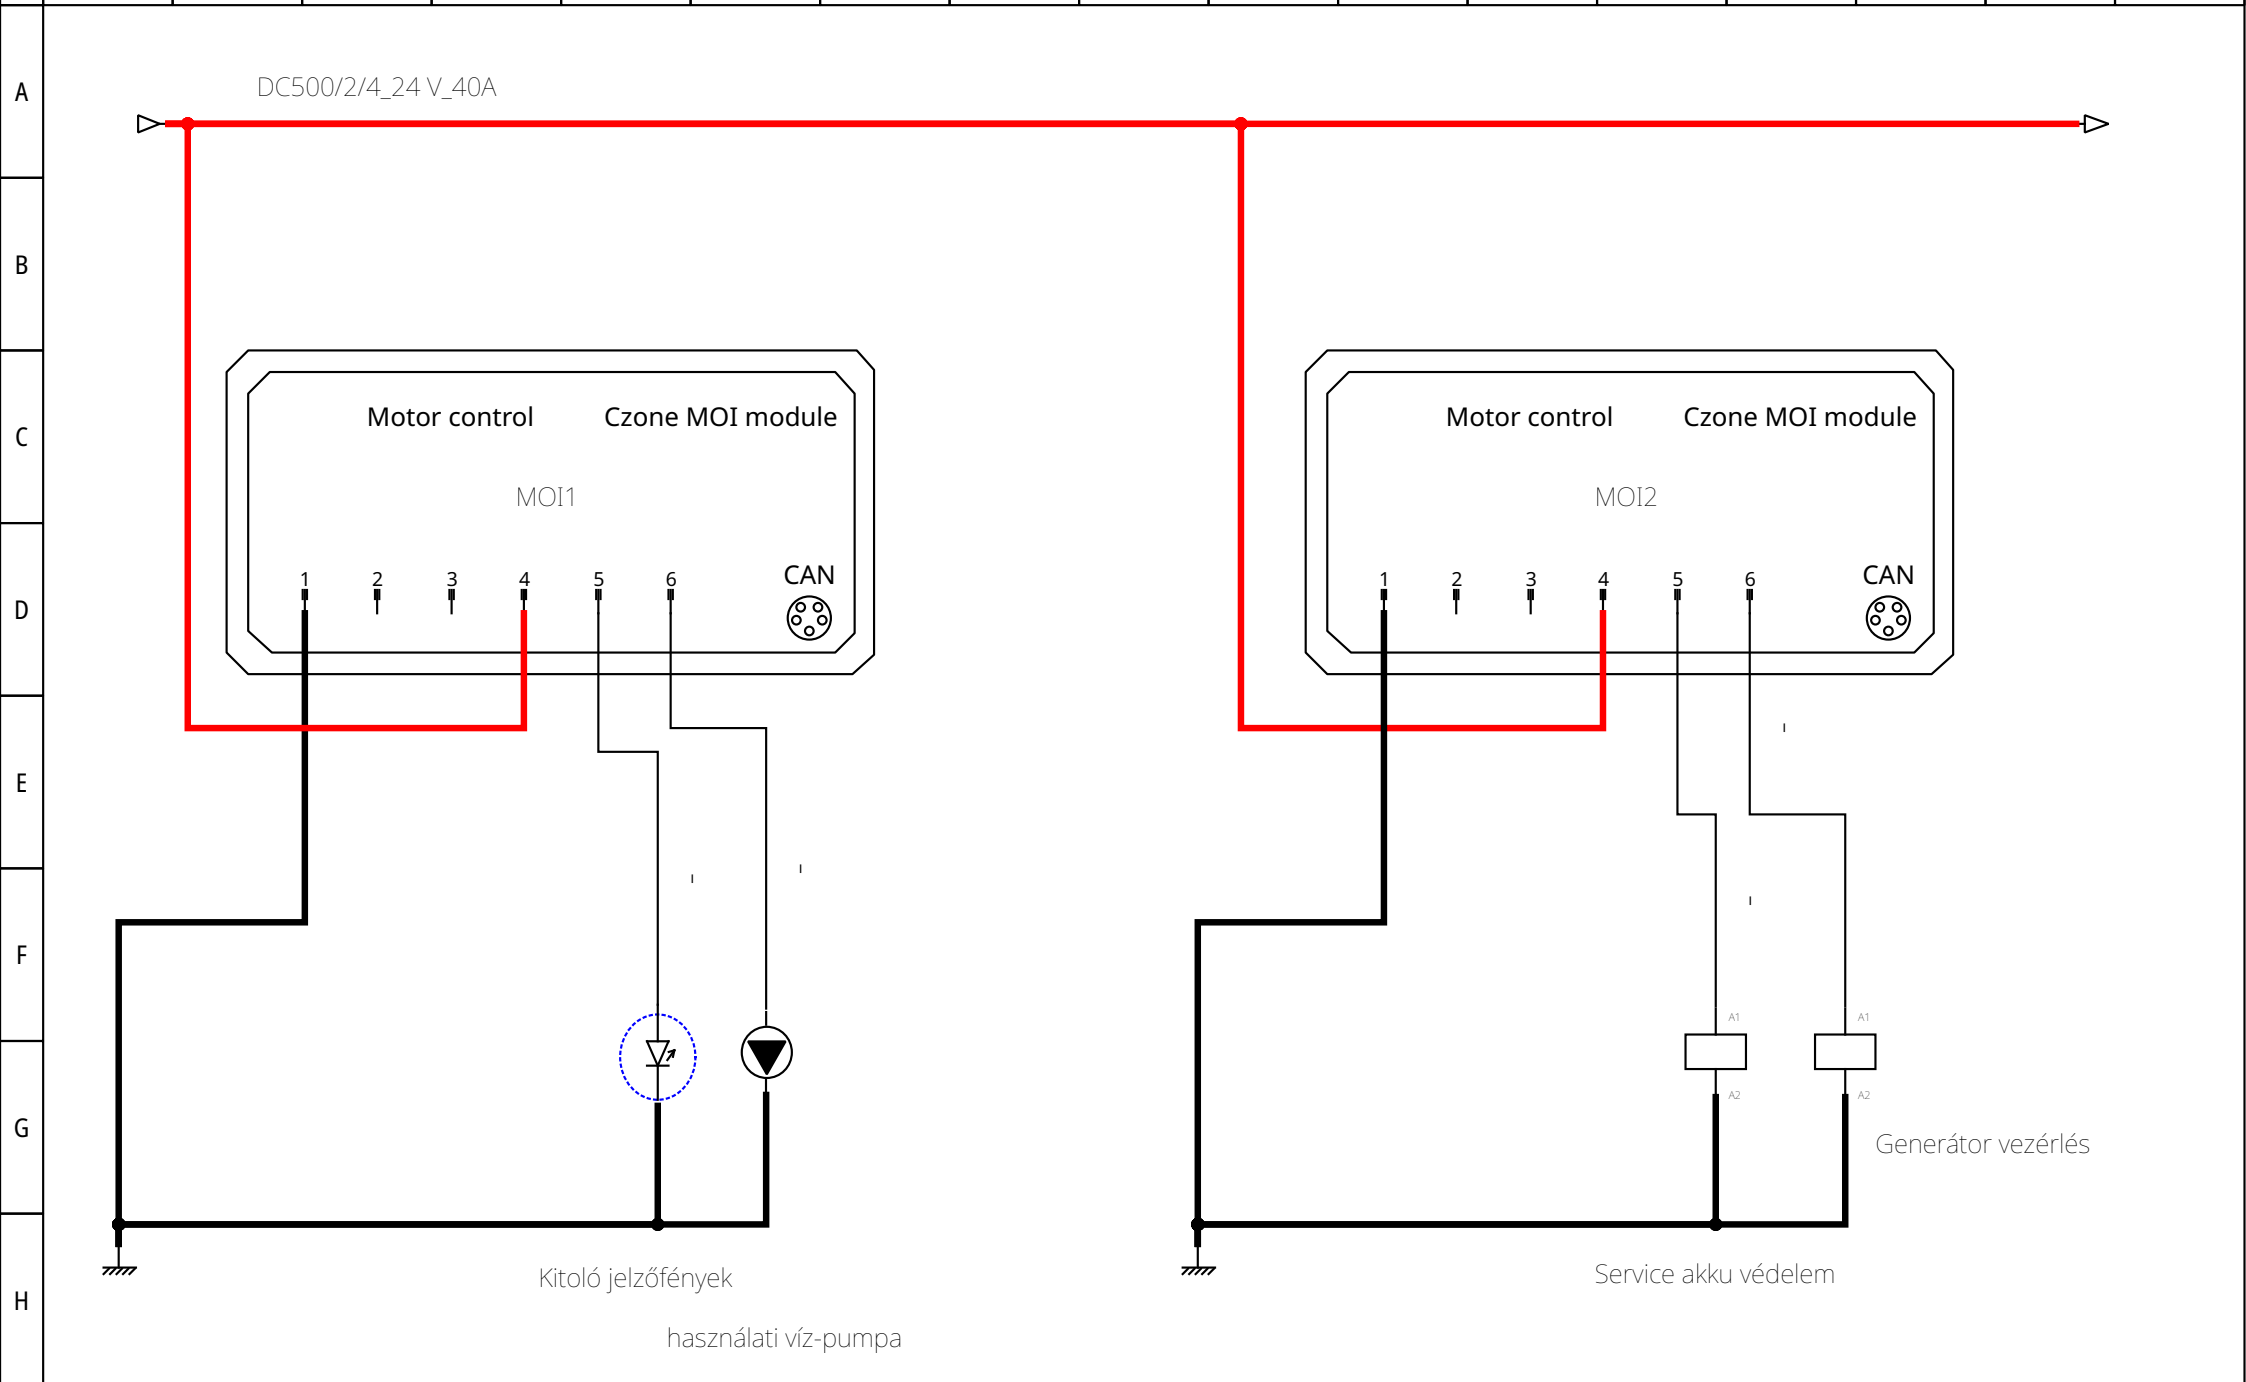 A
DC500/2/4_24 V_40A
B
C
Motor control Czone MOI module
Motor control Czone MOI module
MOI1
MOI2
D
1 2 3 4 5 6 CAN
1 2 3 4 5 6 CAN
E
F
A1 A1
G
A2 A2
Generátor vezérlés
H
Kitoló jelzőfények
Service akku védelem
használati víz-pumpa